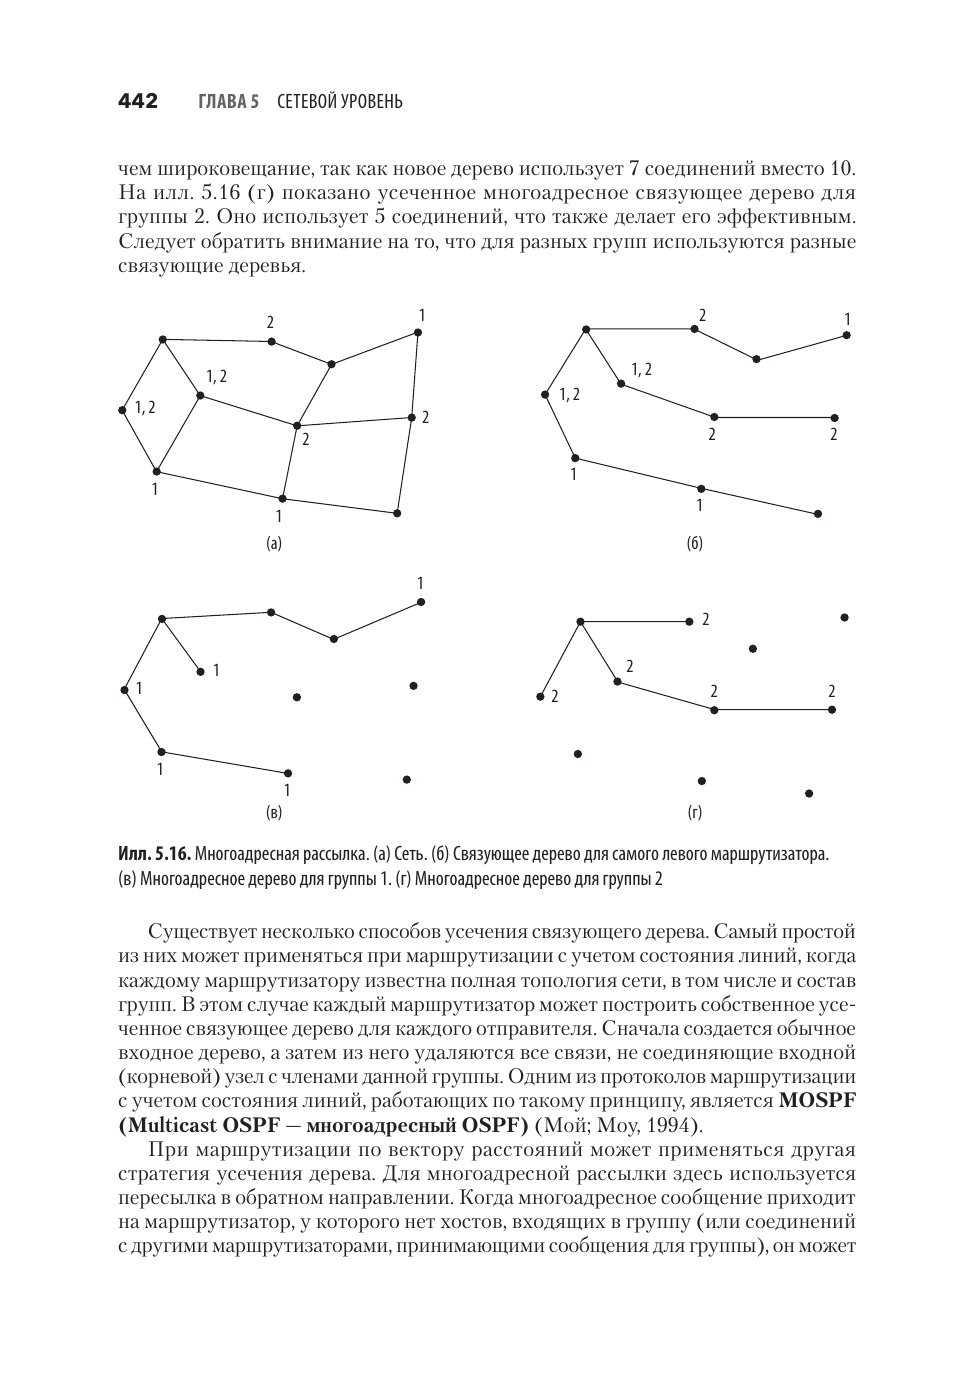 442 ГЛАВА 5 СЕТЕВОЙ УРОВЕНЬ
чем широковещание, так как новое дерево использует 7 соединений вместо 10.
На илл. 5.16 (г) показано усеченное многоадресное связующее дерево для
группы 2. Оно использует 5 соединений, что также делает его эффективным.
Следует обратить внимание на то, что для разных групп используются разные
связующие деревья.
2
1
1, 2
1, 2
2
2
1
1
(а)
2
1
1, 2
1, 2
2
2
1
1
(б)
1
1
1
1
1
(в)
2
2
2
2
2
(г)
Илл. 5.16. Многоадресная рассылка. (а) Сеть. (б) Связующее дерево для самого левого маршрутизатора.
(в) Многоадресное дерево для группы 1. (г) Многоадресное дерево для группы 2
Существует несколько способов усечения связующего дерева. Самый простой
из них может применяться при маршрутизации с учетом состояния линий, когда
каждому маршрутизатору известна полная топология сети, в том числе и состав
групп. В этом случае каждый маршрутизатор может построить собственное усе-
ченное связующее дерево для каждого отправителя. Сначала создается обычное
входное дерево, а затем из него удаляются все связи, не соединяющие входной
(корневой) узел с членами данной группы. Одним из протоколов маршрутизации
с учетом состояния линий, работающих по такому принципу, является MOSPF
(Multicast OSPF — многоадресный OSPF) (Мой; Moy, 1994).
При маршрутизации по вектору расстояний может применяться другая
стратегия усечения дерева. Для многоадресной рассылки здесь используется
пересылка в обратном направлении. Когда многоадресное сообщение приходит
на маршрутизатор, у которого нет хостов, входящих в группу (или соединений
с другими маршрутизаторами, принимающими сообщения для группы), он может